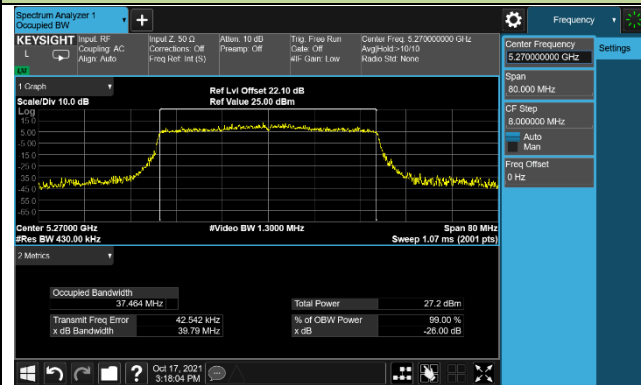 Spectrum Analyzer 1
Occupied BW
+
Frequency
KEYSIGHT
L
LXI
Input: RF
Coupling: AC
Align: Auto
Input Z: 50 Ω
Corrections: Off
Freq Ref: Int (S)
Atten: 10 dB
Preamp: Off
Trig: Free Run
Gate: Off
#IF Gain: Low
Center Freq: 5.270000000 GHz
Avg|Hold:>10/10
Radio Std: None
Center Frequency
5.270000000 GHz
Settings
Span
80.000 MHz
CF Step
8.000000 MHz
Auto
Man
Freq Offset
0 Hz
1 Graph
Scale/Div 10.0 dB
Ref Lvl Offset 22.10 dB
Ref Value 25.00 dBm
Log
15.0
5.00
-5.00
-15.0
-25.0
-35.0
-45.0
-55.0
-65.0
Center 5.27000 GHz
#Res BW 430.00 kHz
#Video BW 1.3000 MHz
Span 80 MHz
Sweep 1.07 ms (2001 pts)
2 Metrics
Occupied Bandwidth
37.464 MHz
Total Power 27.2 dBm
Transmit Freq Error 42.542 kHz
% of OBW Power 99.00 %
x dB Bandwidth 39.79 MHz
x dB -26.00 dB
?
Oct 17, 2021
3:18:04 PM